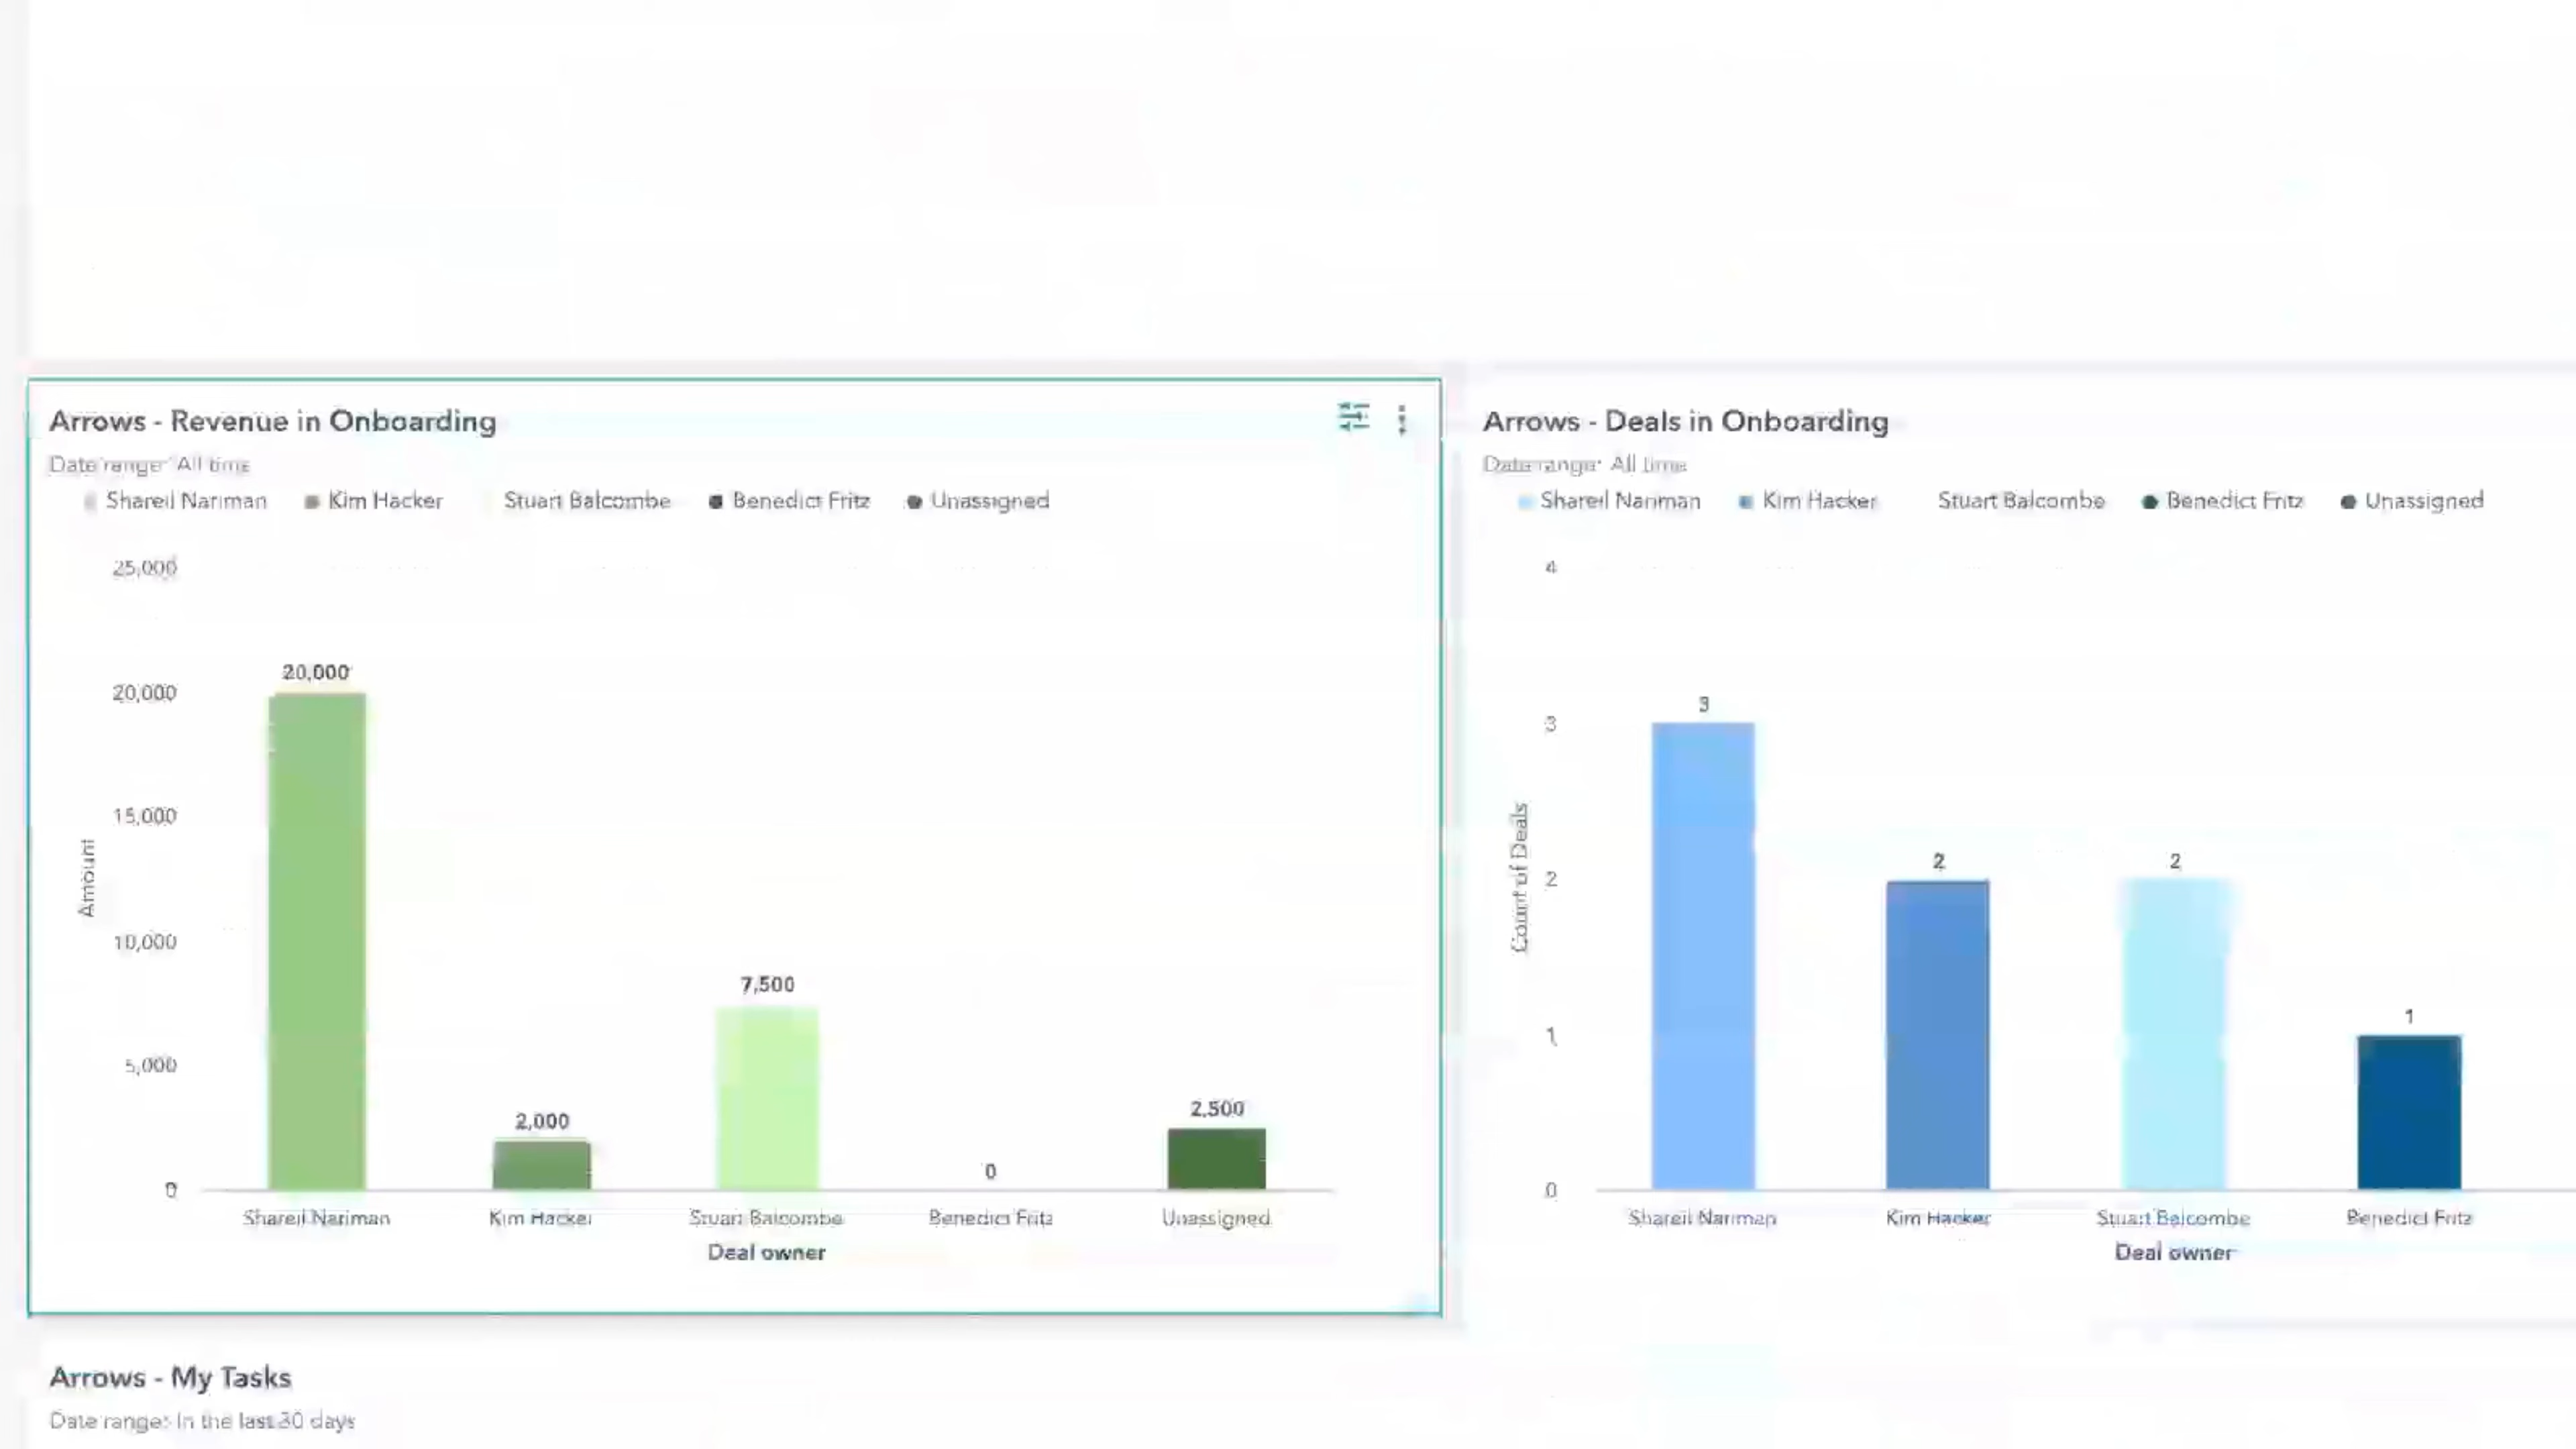 Arrows - Revenue in Onboarding
Date range: All time
Shareil Nariman Kim Hacker Stuart Balcombe Benedict Fritz Unassigned
25,000
20,000
15,000
10,000
5,000
0
Amount
20,000
2,000
7,500
0
2,500
Shareil Nariman Kim Hacker Stuart Balcombe Benedict Fritz Unassigned
Deal owner
Arrows - Deals in Onboarding
Date range: All time
Shareil Nariman Kim Hacker Stuart Balcombe Benedict Fritz Unassigned
4
3
2
1
0
Count of Deals
3
2
2
1
Shareil Nariman Kim Hacker Stuart Balcombe Benedict Fritz
Deal owner
Arrows - My Tasks
Date range: In the last 30 days